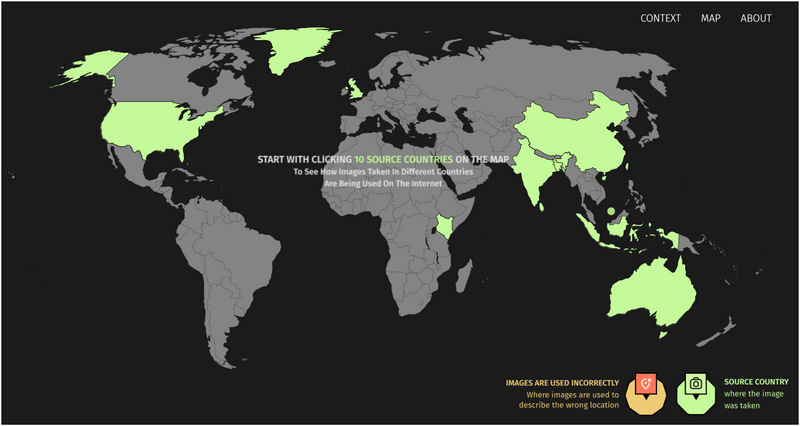 CONTEXT MAP ABOUT
START WITH CLICKING 10 SOURCE COUNTRIES ON THE MAP
To See How Images Taken In Different Countries
Are Being Used On The Internet
IMAGES ARE USED INCORRECTLY
Where images are used to
describe the wrong location
SOURCE COUNTRY
where the image
was taken